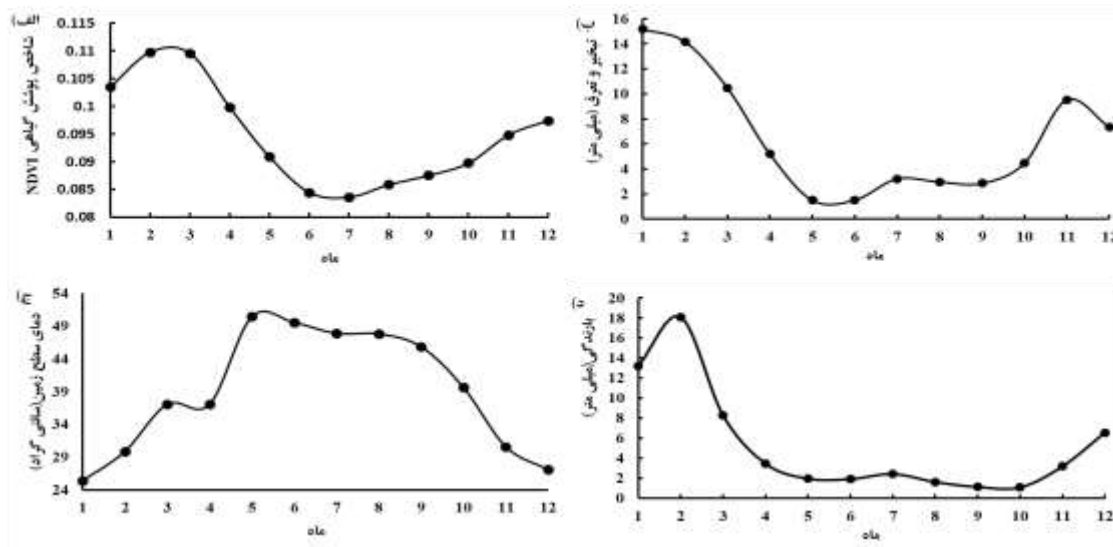 الف)
شاخص پوشش گیاهی NDVI
0.115
0.11
0.105
0.1
0.095
0.09
0.085
0.08
1 2 3 4 5 6 7 8 9 10 11 12
ماه
ب)
تبخیر و تعرق (میلی متر)
16
14
12
10
8
6
4
2
0
1 2 3 4 5 6 7 8 9 10 11 12
ماه
ج)
دمای سطح زمین (سانتی گراد)
54
49
44
39
34
29
24
1 2 3 4 5 6 7 8 9 10 11 12
ماه
د)
بارندگی (میلی متر)
20
18
16
14
12
10
8
6
4
2
0
1 2 3 4 5 6 7 8 9 10 11 12
ماه